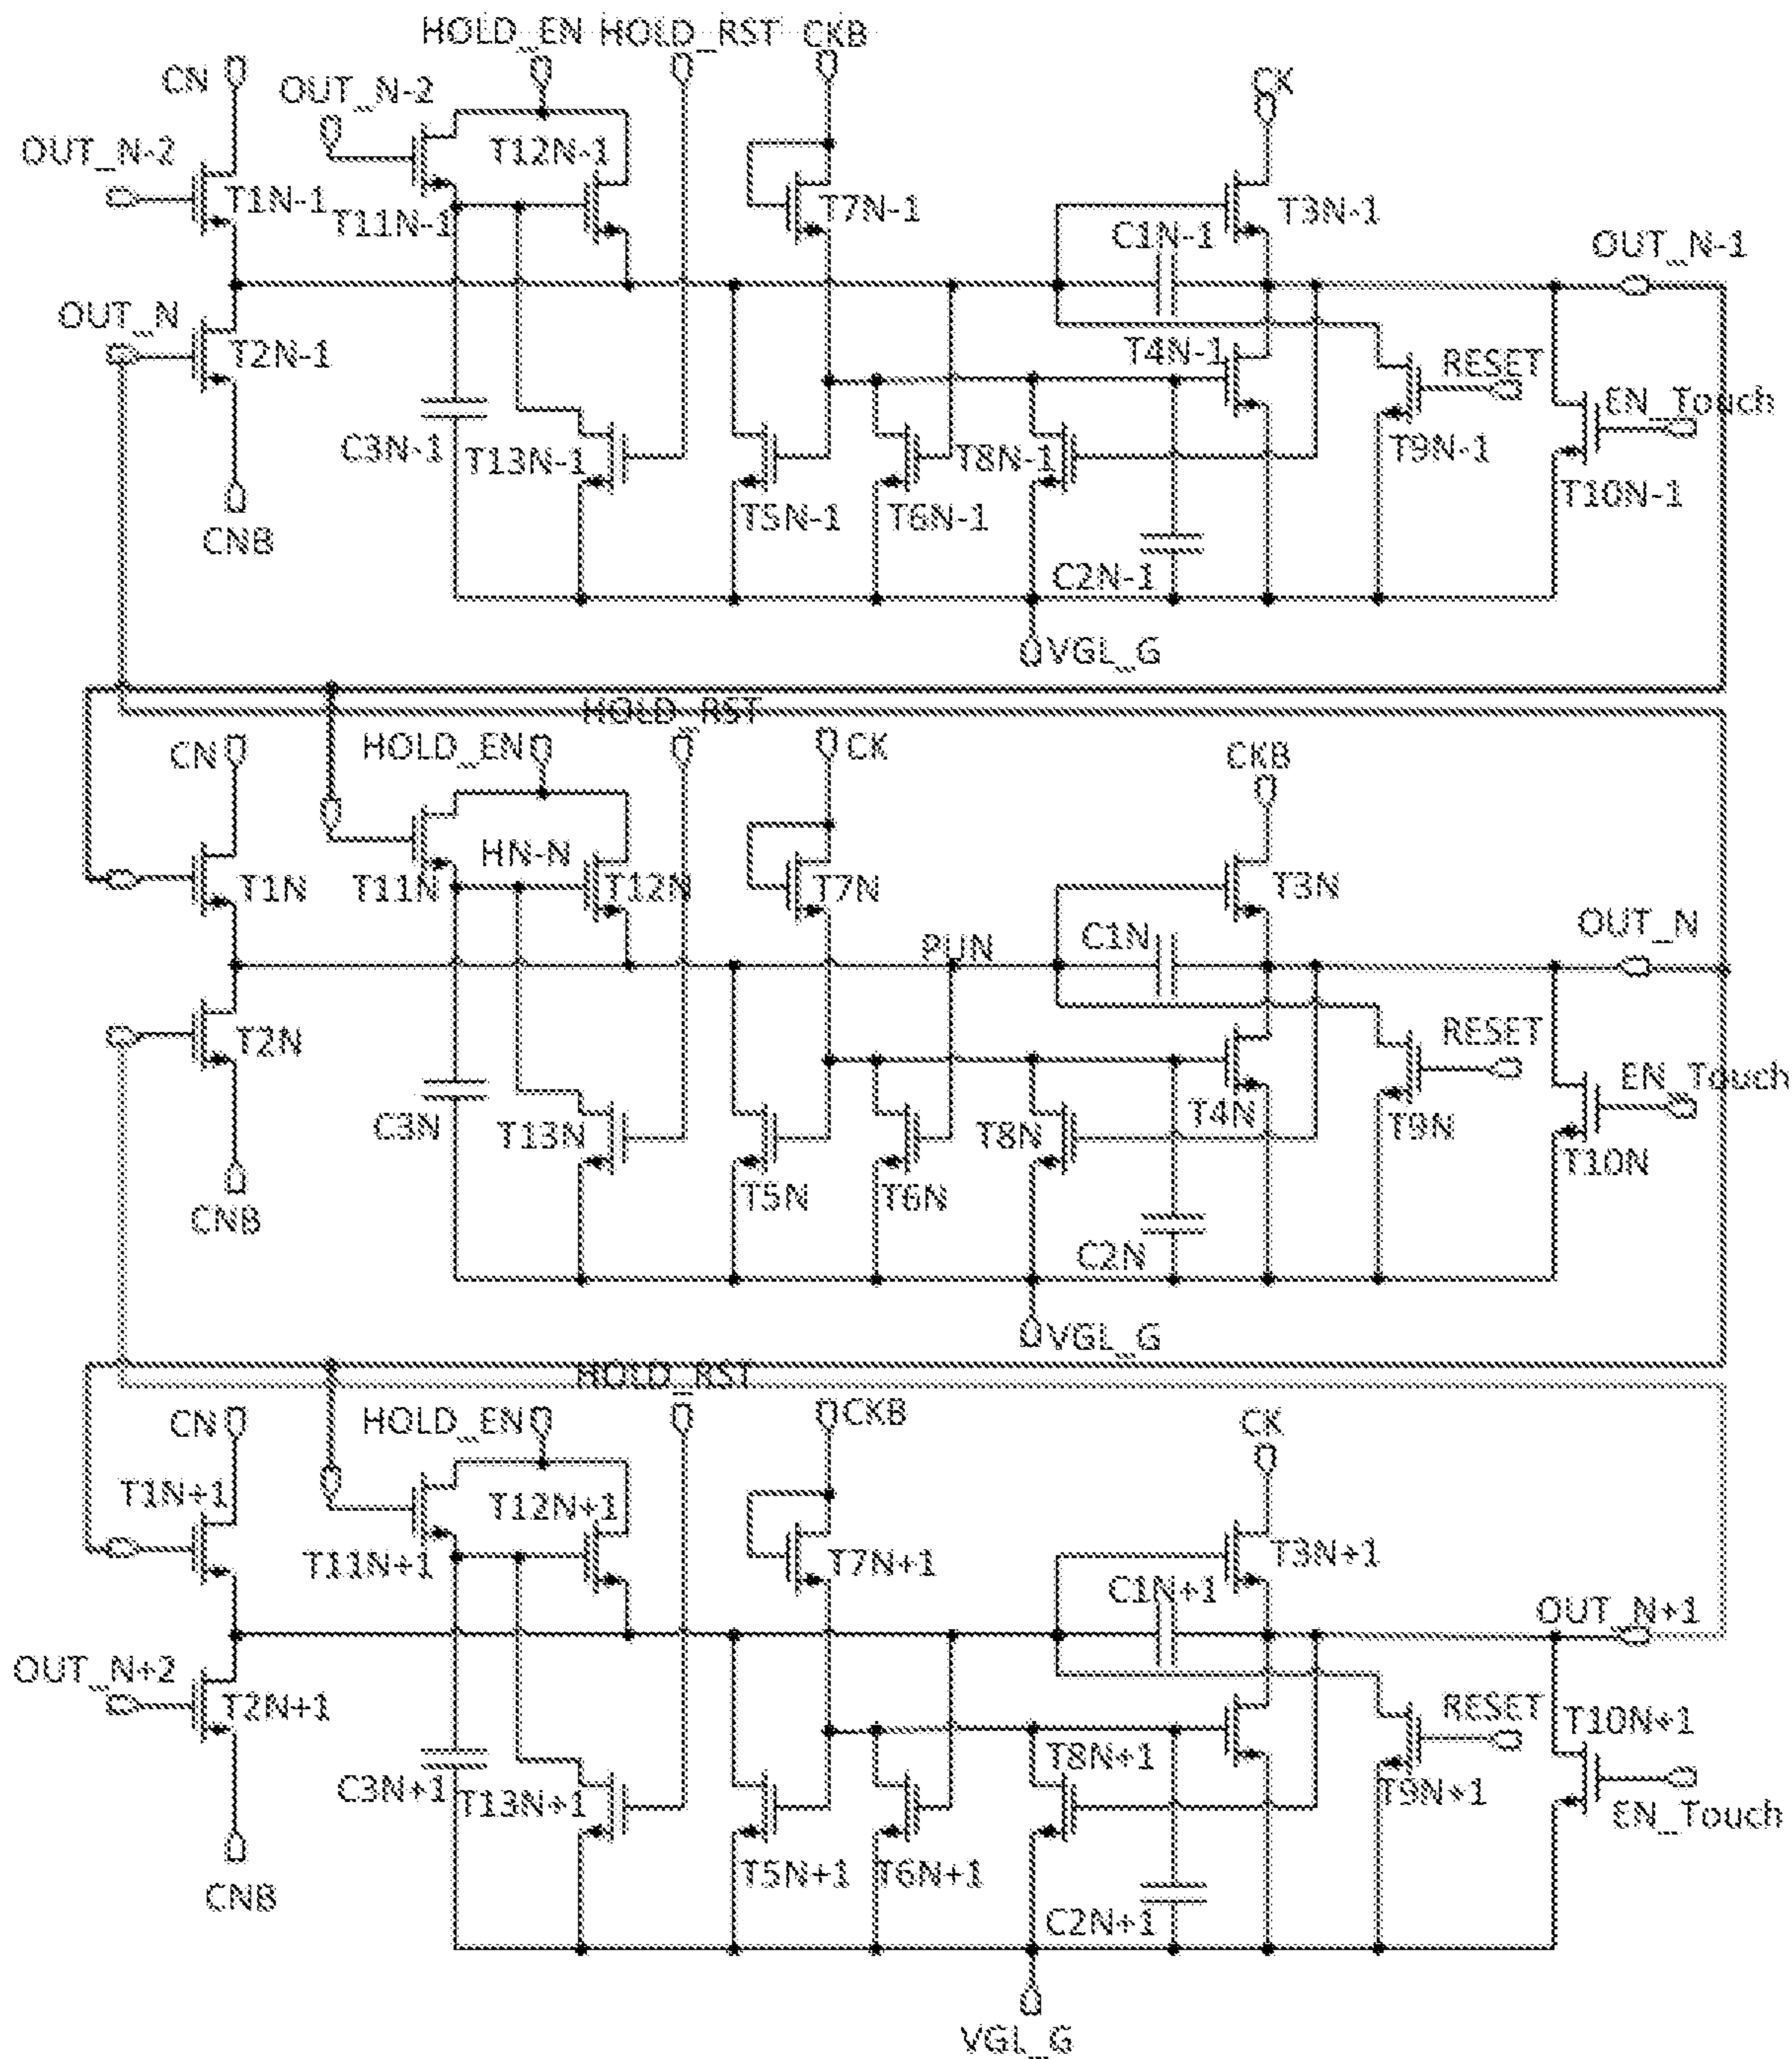 HOLD_EN HOLD_RST CKB
CN
OUT_N-2
CK
OUT_N-2
T12N-1
T1N-1
T11N-1
T7N-1
T3N-1
C1N-1
OUT_N-1
OUT_N
T2N-1
T4N-1
RESET
EN_Touch
C3N-1
T13N-1
T8N-1
T9N-1
T10N-1
T5N-1
T6N-1
CNB
C2N-1
VGL_G
HOLD_RST
CN
HOLD_EN
CK
CKB
HN-N
T1N
T11N
T12N
T7N
T3N
PUN
C1N
OUT_N
T2N
RESET
EN_Touch
C3N
T13N
T8N
T4N
T9N
T10N
T5N
T6N
CNB
C2N
VGL_G
HOLD_RST
CN
HOLD_EN
CKB
CK
T1N+1
T12N+1
T11N+1
T7N+1
T3N+1
C1N+1
OUT_N+1
OUT_N+2
T2N+1
RESET
T10N+1
T8N+1
C3N+1
T13N+1
T9N+1
EN_Touch
T5N+1
T6N+1
CNB
C2N+1
VGL_G